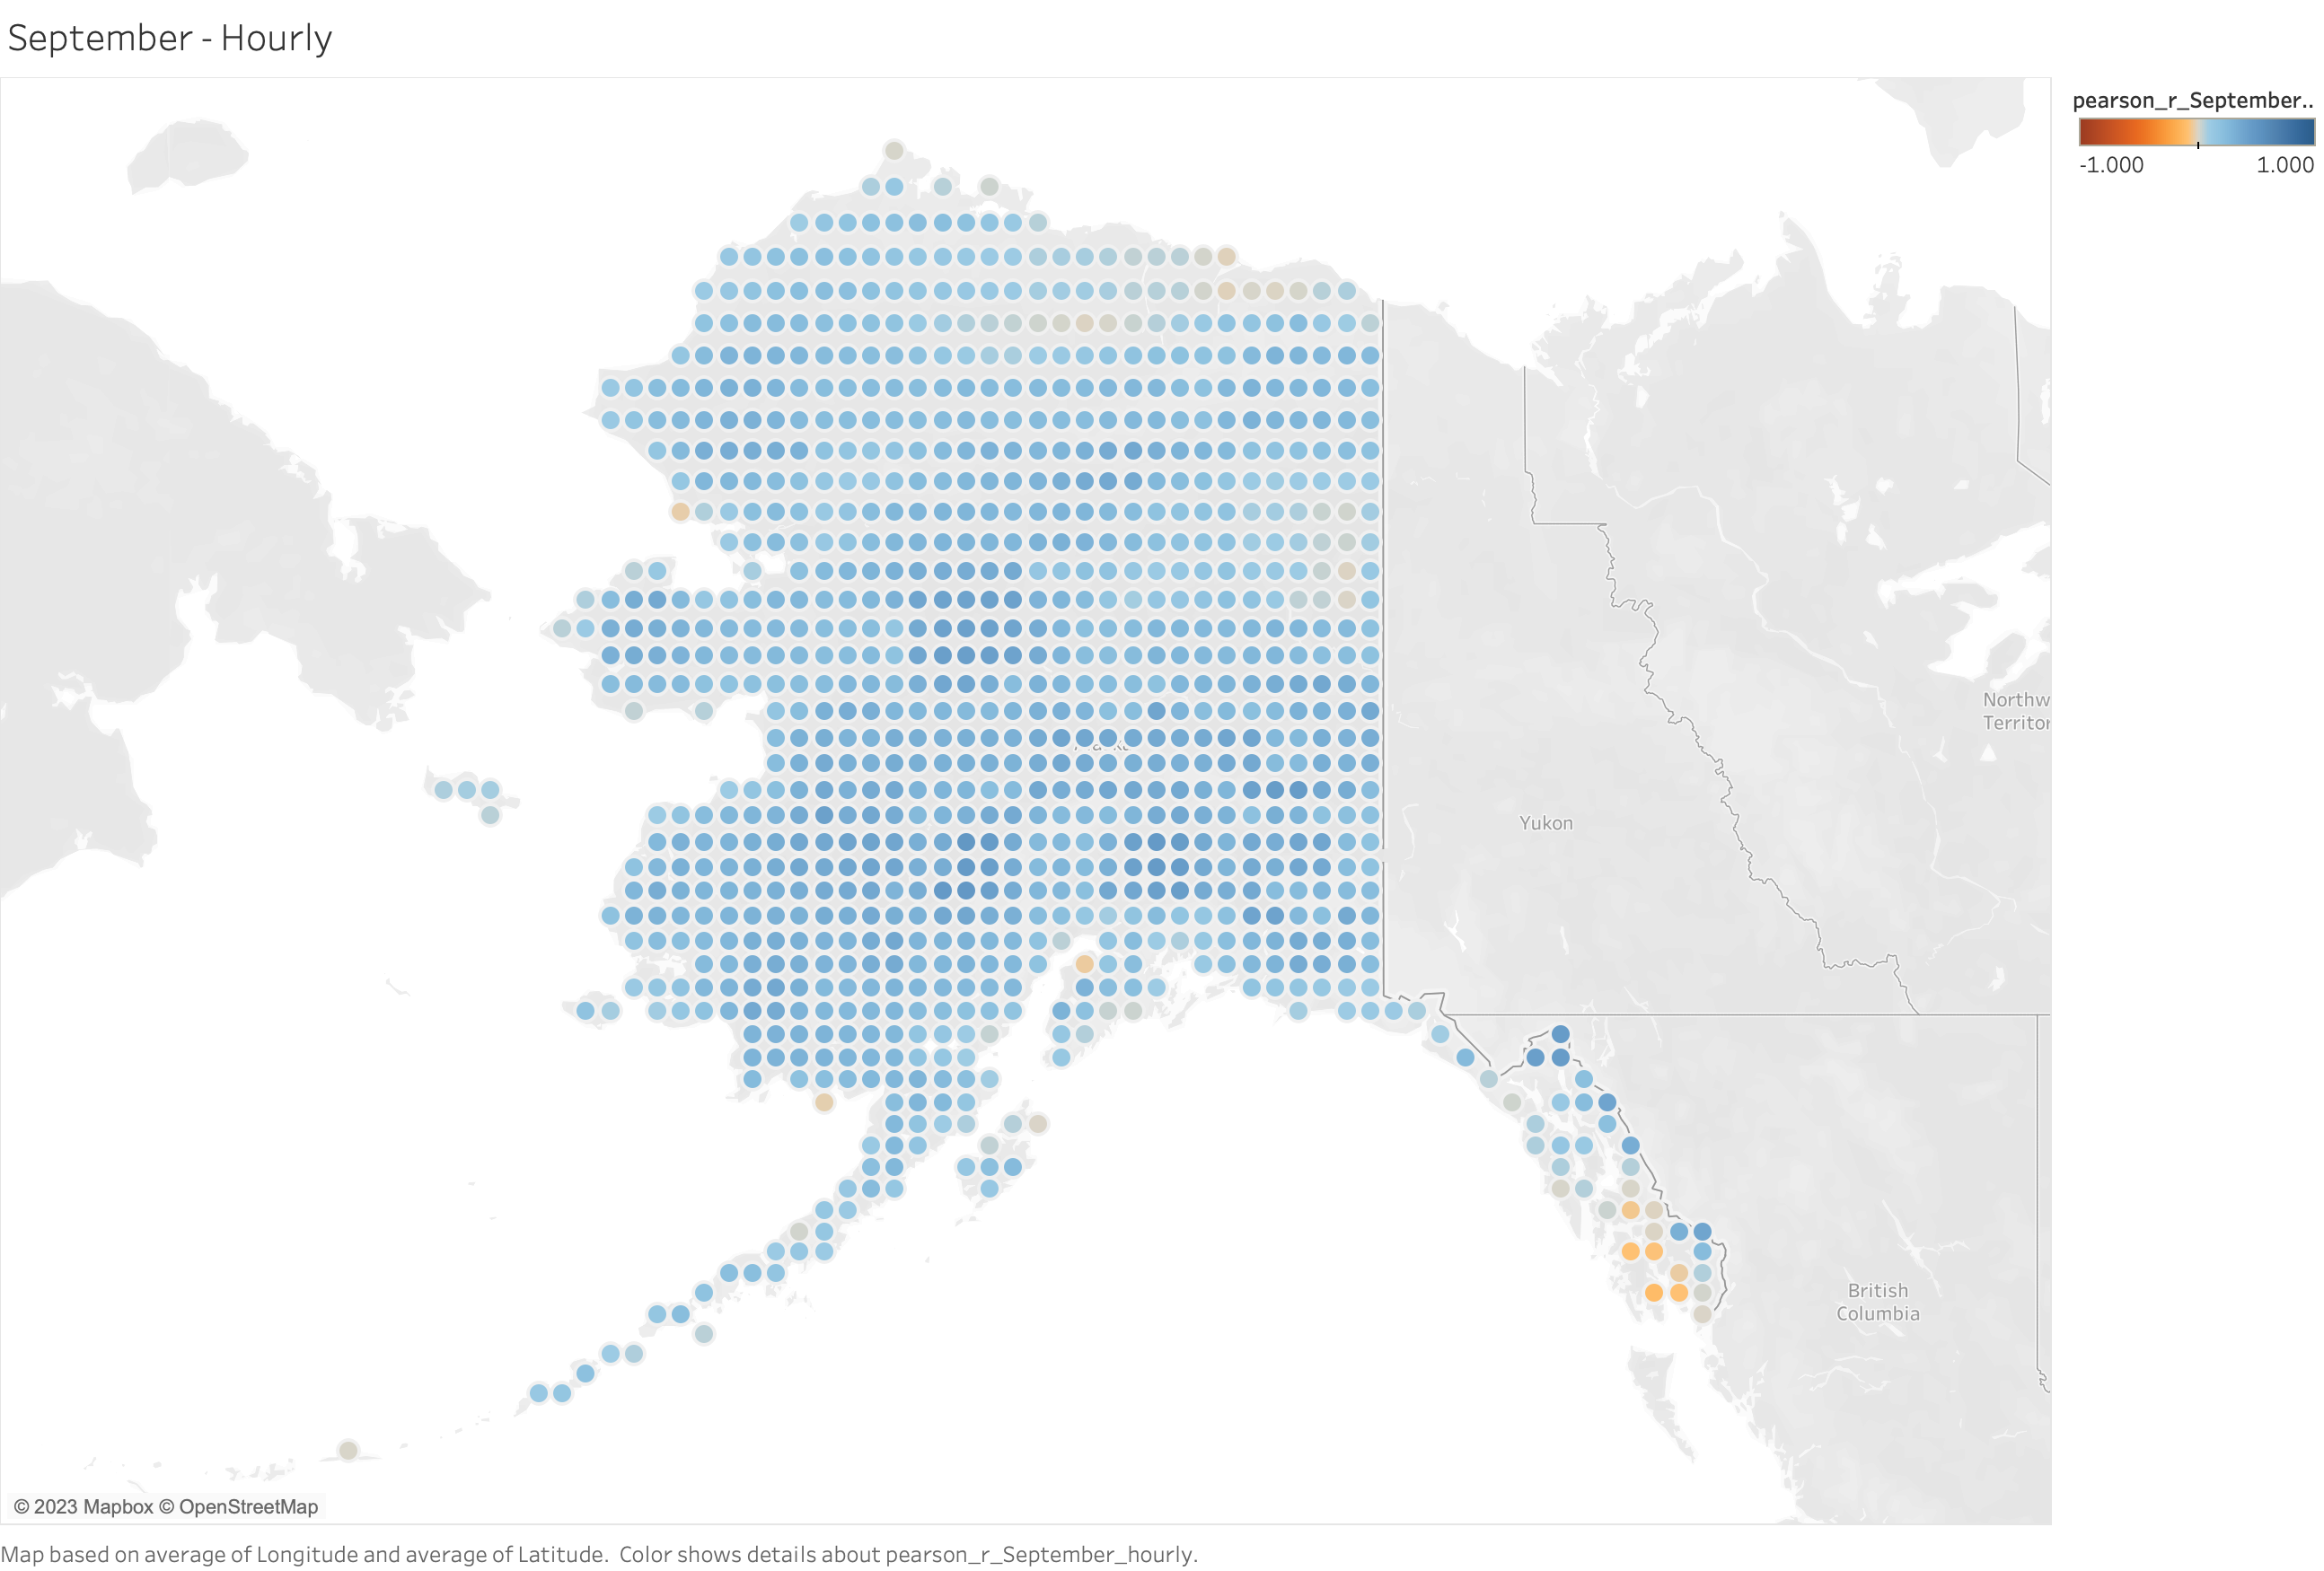 September - Hourly
pearson_r_September..
-1.000 1.000
Northw
Territor
Yukon
British
Columbia
© 2023 Mapbox © OpenStreetMap
Map based on average of Longitude and average of Latitude.  Color shows details about pearson_r_September_hourly.